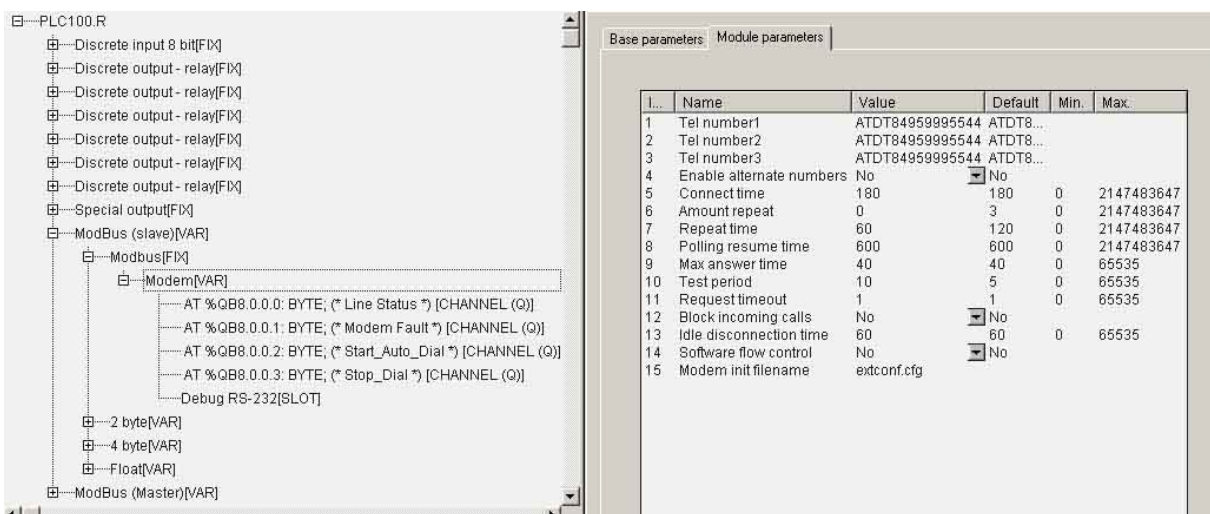 PLC100.R
Discrete input 8 bit[FIX]
Discrete output - relay[FIX]
Discrete output - relay[FIX]
Discrete output - relay[FIX]
Discrete output - relay[FIX]
Discrete output - relay[FIX]
Discrete output - relay[FIX]
Special output[FIX]
ModBus (slave)[VAR]
Modbus[FIX]
Modem[VAR]
AT %QB8.0.0.0: BYTE; (* Line Status *) [CHANNEL (Q)]
AT %QB8.0.0.1: BYTE; (* Modem Fault *) [CHANNEL (Q)]
AT %QB8.0.0.2: BYTE; (* Start_Auto_Dial *) [CHANNEL (Q)]
AT %QB8.0.0.3: BYTE; (* Stop_Dial *) [CHANNEL (Q)]
Debug RS-232[SLOT]
2 byte[VAR]
4 byte[VAR]
Float[VAR]
ModBus (Master)[VAR]
Base parameters Module parameters
I... Name Value Default Min. Max.
1 Tel number1 ATDT84959995544 ATDT8...
2 Tel number2 ATDT84959995544 ATDT8...
3 Tel number3 ATDT84959995544 ATDT8...
4 Enable alternate numbers No No
5 Connect time 180 180 0 2147483647
6 Amount repeat 0 3 0 2147483647
7 Repeat time 60 120 0 2147483647
8 Polling resume time 600 600 0 2147483647
9 Max answer time 40 40 0 65535
10 Test period 10 5 0 65535
11 Request timeout 1 1 0 65535
12 Block incoming calls No No
13 Idle disconnection time 60 60 0 65535
14 Software flow control No No
15 Modem init filename extconf.cfg